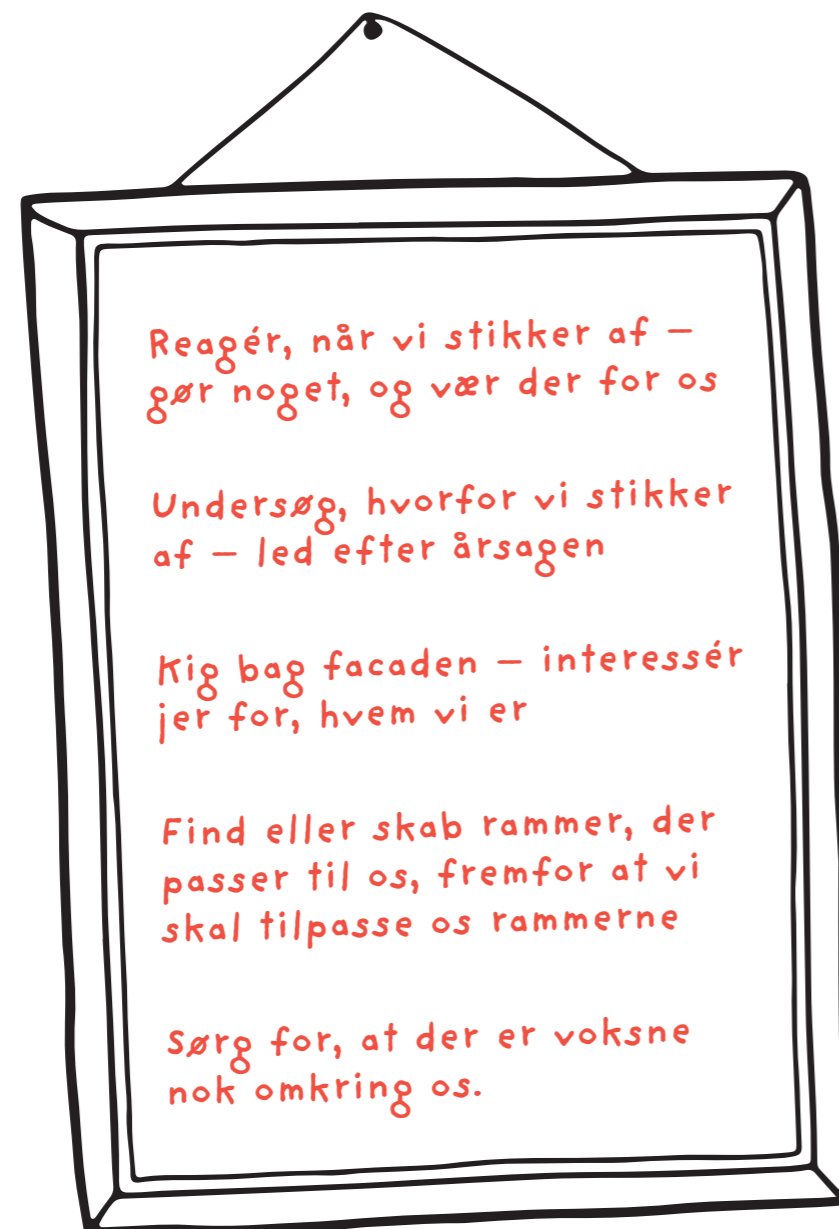 Reagér, når vi stikker af –
gør noget, og vær der for os
Undersøg, hvorfor vi stikker
af – led efter årsagen
Kig bag facaden – interessér
jer for, hvem vi er
Find eller skab rammer, der
passer til os, fremfor at vi
skal tilpasse os rammerne
Sørg for, at der er voksne
nok omkring os.